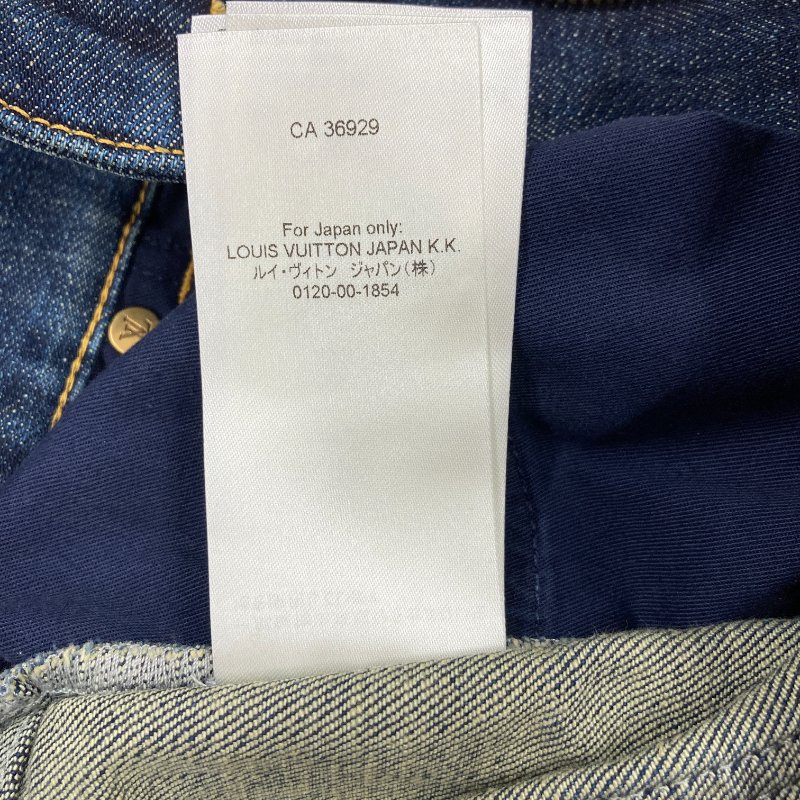 CA 36929
For Japan only:
LOUIS VUITTON JAPAN K.K.
ルイ・ヴィトン ジャパン(株)
0120-00-1854
LV